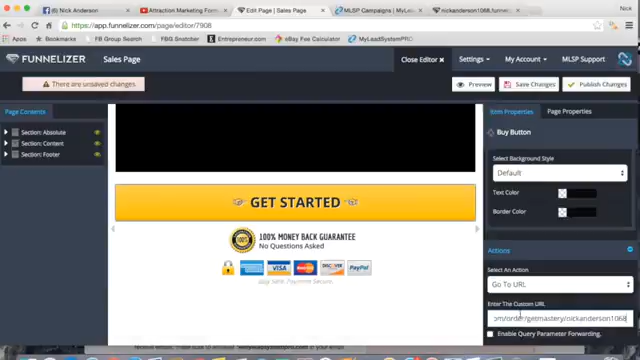 Nick Anderson
Attraction Marketing Form
Edit Page | Sales Page
MLSP Campaigns | MyLea
nickanderson1068.funnel
Nick
https://app.funnelizer.com/page/editor/7908
Apps
Bookmarks
FB Group Search
FBG Snatcher
Entrepreneur.com
eBay Fee Calculator
MyLeadSystemPRO
FUNNELIZER
Sales Page
Close Editor ✖
Settings
My Account
MLSP Support
There are unsaved changes
Preview
Save Changes
Publish Changes
Page Contents
Section: Absolute
Section: Content
Section: Footer
GET STARTED
100% MONEY BACK GUARANTEE
No Questions Asked
VISA
MasterCard
DISCOVER
PayPal
Item Properties
Page Properties
Buy Button
Select Background Style
Default
Text Color
Border Color
Actions
Select An Action
Go To URL
Enter The Custom URL
om/order/getmastery/nickanderson1068
Enable Query Parameter Forwarding.